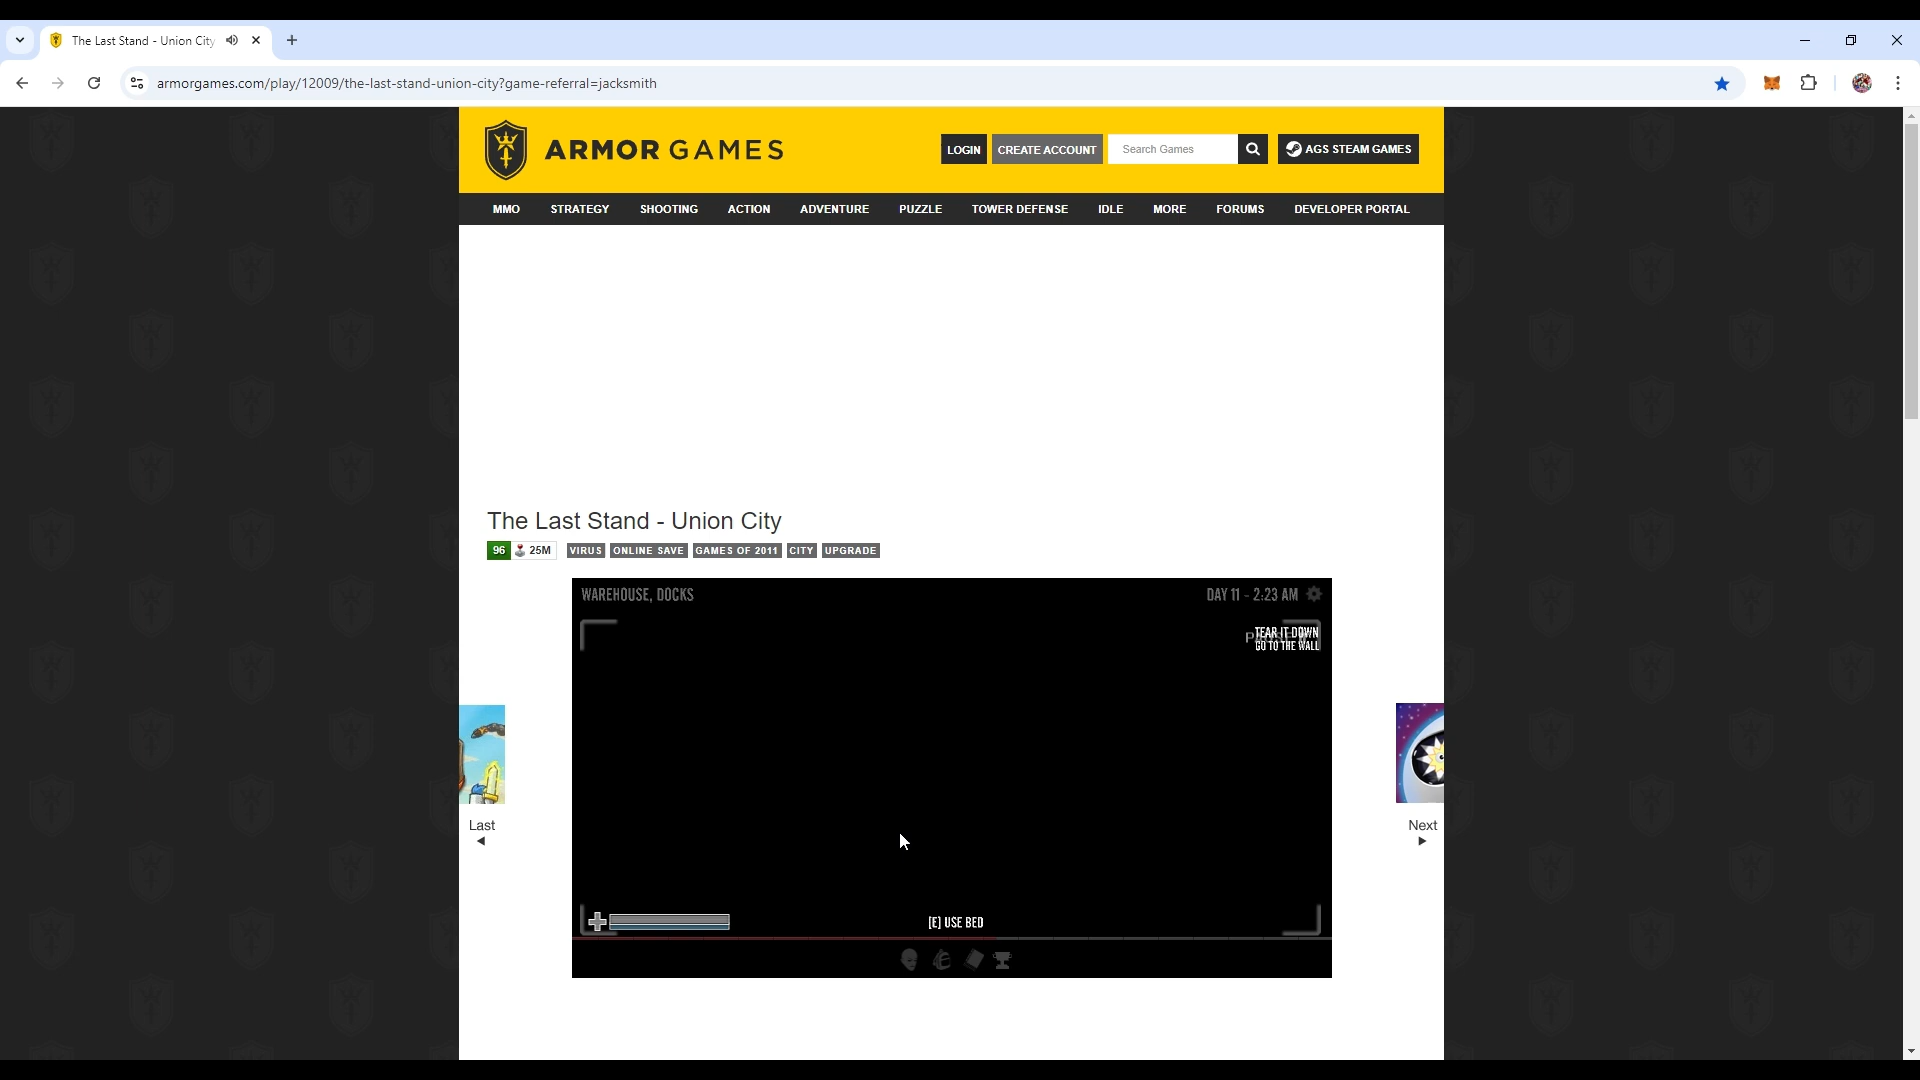 The Last Stand - Union City
armorgames.com/play/12009/the-last-stand-union-city?game-referral=jacksmith
ARMOR GAMES
LOGIN
CREATE ACCOUNT
Search Games
AGS STEAM GAMES
MMO
STRATEGY
SHOOTING
ACTION
ADVENTURE
PUZZLE
TOWER DEFENSE
IDLE
MORE
FORUMS
DEVELOPER PORTAL
The Last Stand - Union City
96
25M
VIRUS
ONLINE SAVE
GAMES OF 2011
CITY
UPGRADE
WAREHOUSE, DOCKS
DAY 11 - 2:23 AM
TEAR IT DOWN
GO TO THE WALL
Last
Next
[E] USE BED